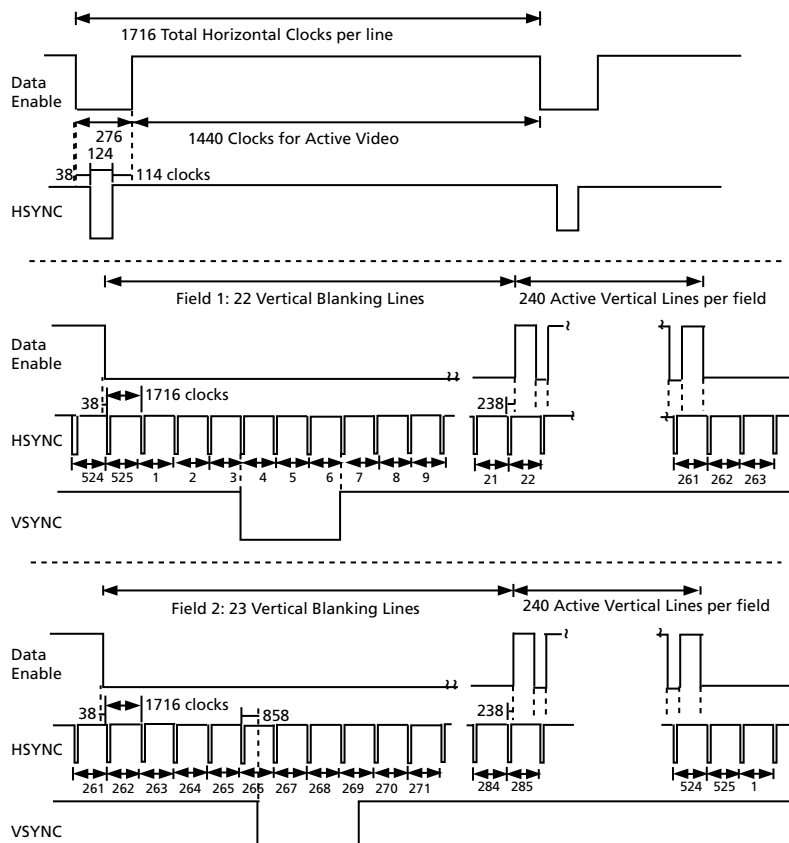 1716 Total Horizontal Clocks per line
Data
Enable
276
1440 Clocks for Active Video
124
38
114 clocks
HSYNC
Field 1: 22 Vertical Blanking Lines
240 Active Vertical Lines per field
Data
Enable
38
1716 clocks
238
HSYNC
524 525 1 2 3 4 5 6 7 8 9 21 22 261 262 263
VSYNC
Field 2: 23 Vertical Blanking Lines
240 Active Vertical Lines per field
Data
Enable
38
1716 clocks
858
238
HSYNC
261 262 263 264 265 266 267 268 269 270 271 284 285 524 525 1
VSYNC